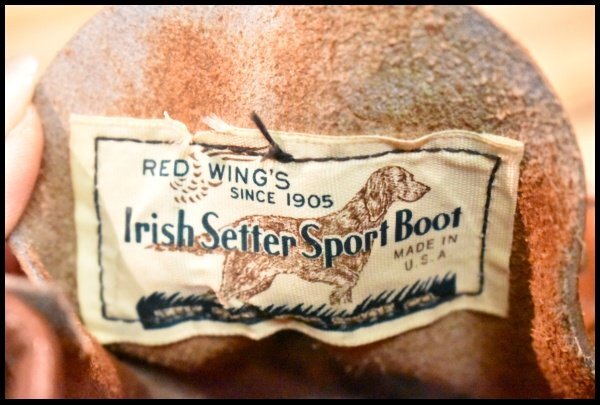 RED WING'S
SINCE 1905
Irish Setter Sport Boot
MADE IN
U.S.A